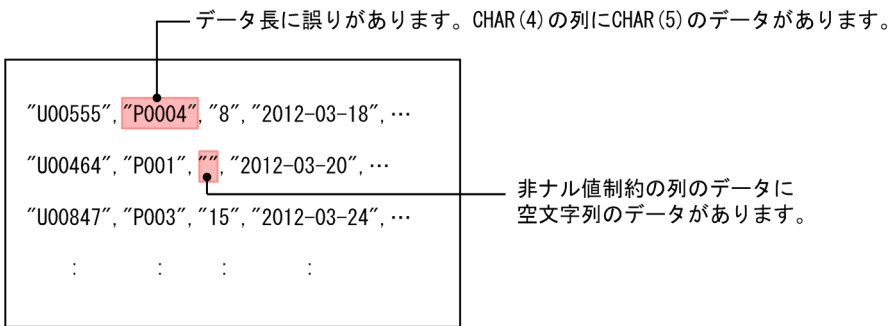 データ長に誤りがあります。CHAR(4)の列にCHAR(5)のデータがあります。
"U00555","P0004","8","2012-03-18",…
"U00464","P001","","2012-03-20",…
"U00847","P003","15","2012-03-24",…
: : : :
非ナル値制約の列のデータに
空文字列のデータがあります。